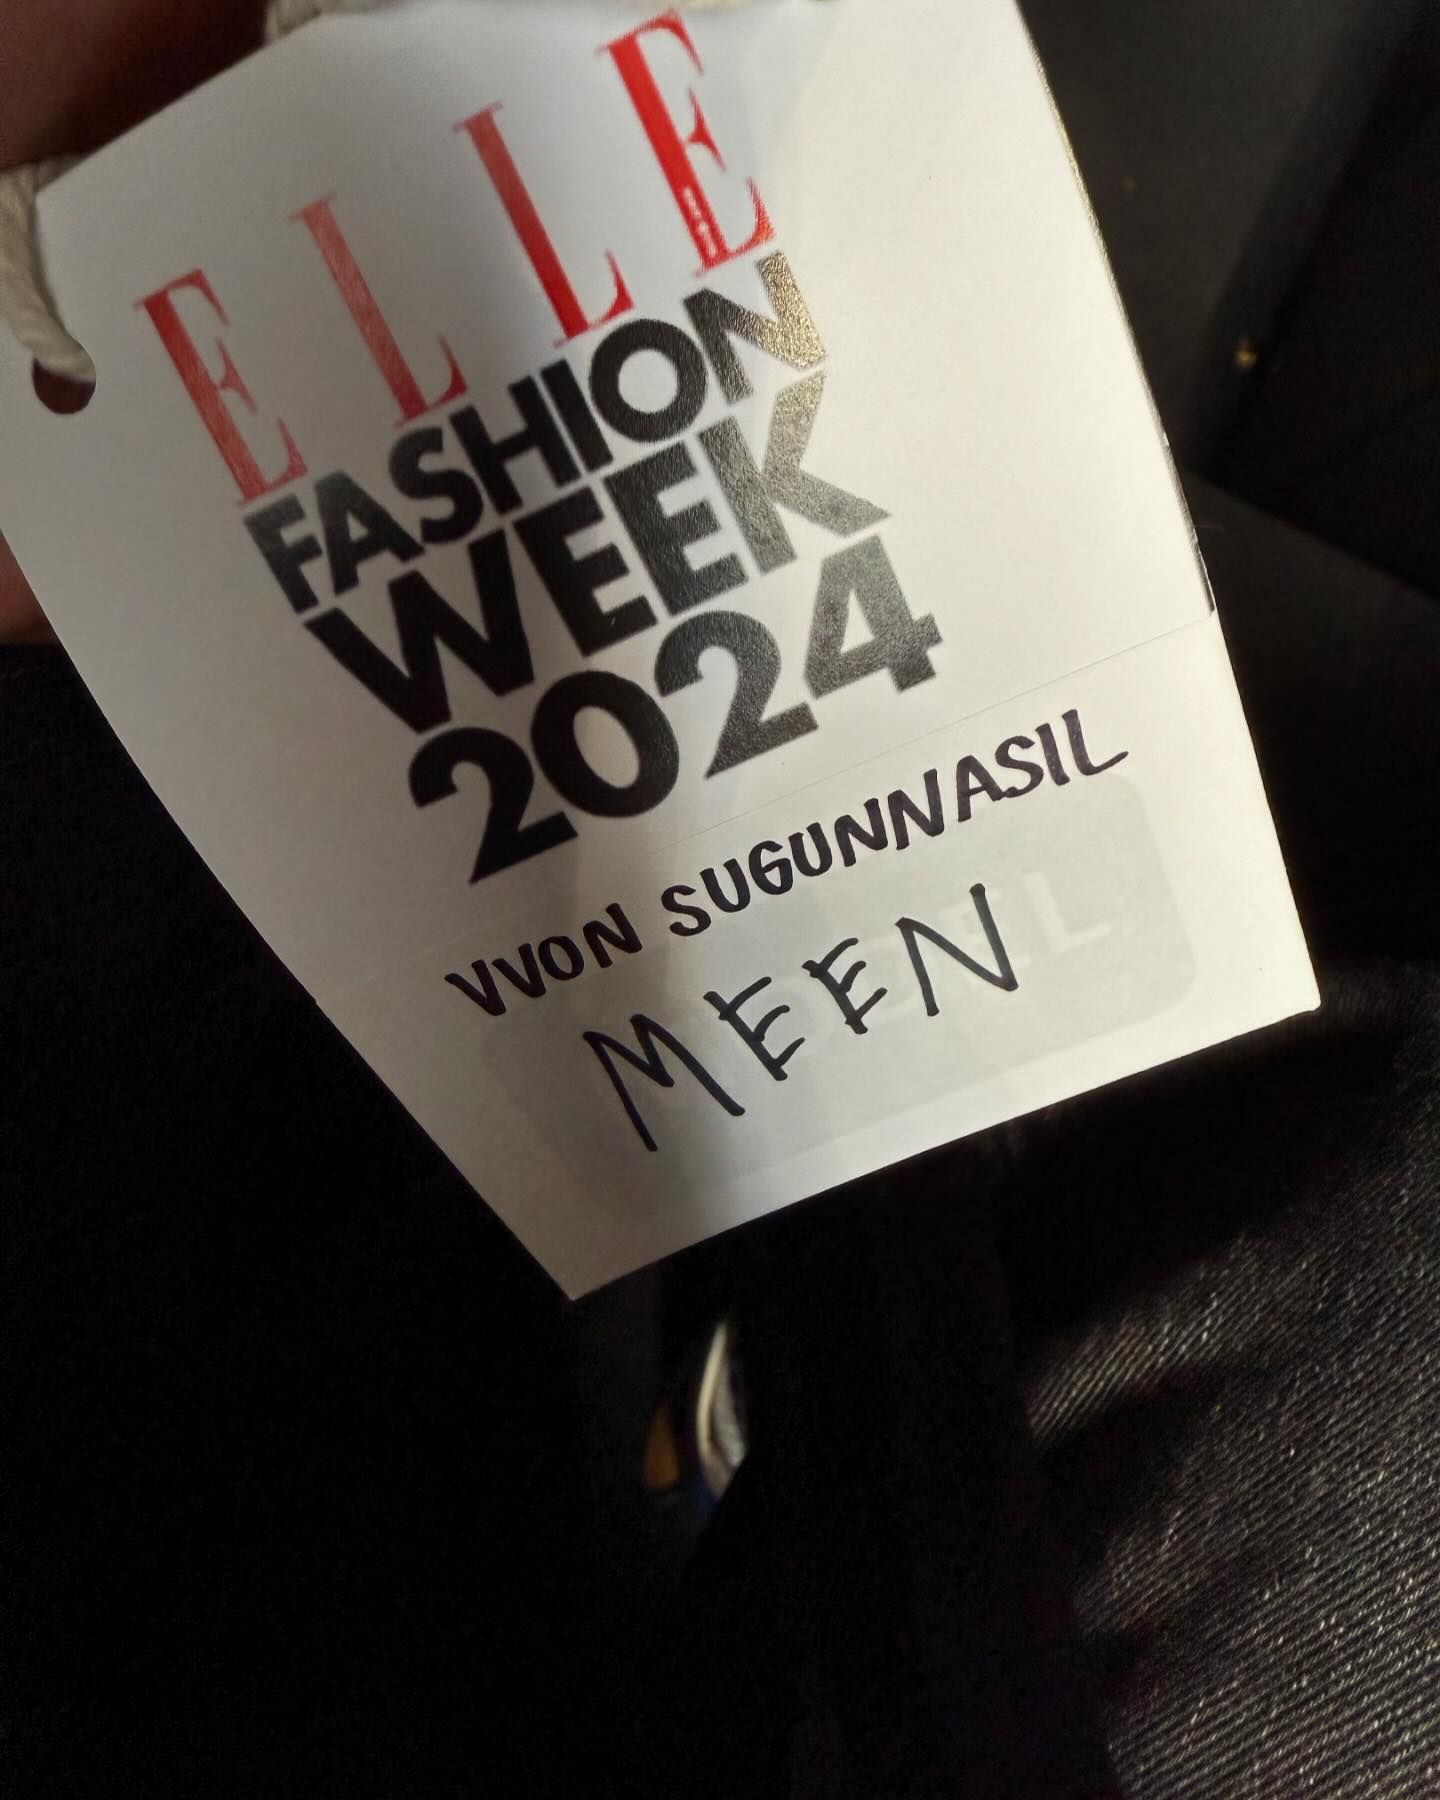 ELLE
FASHION
WEEK
2024
VVON SUGUNNASIL
MEEN